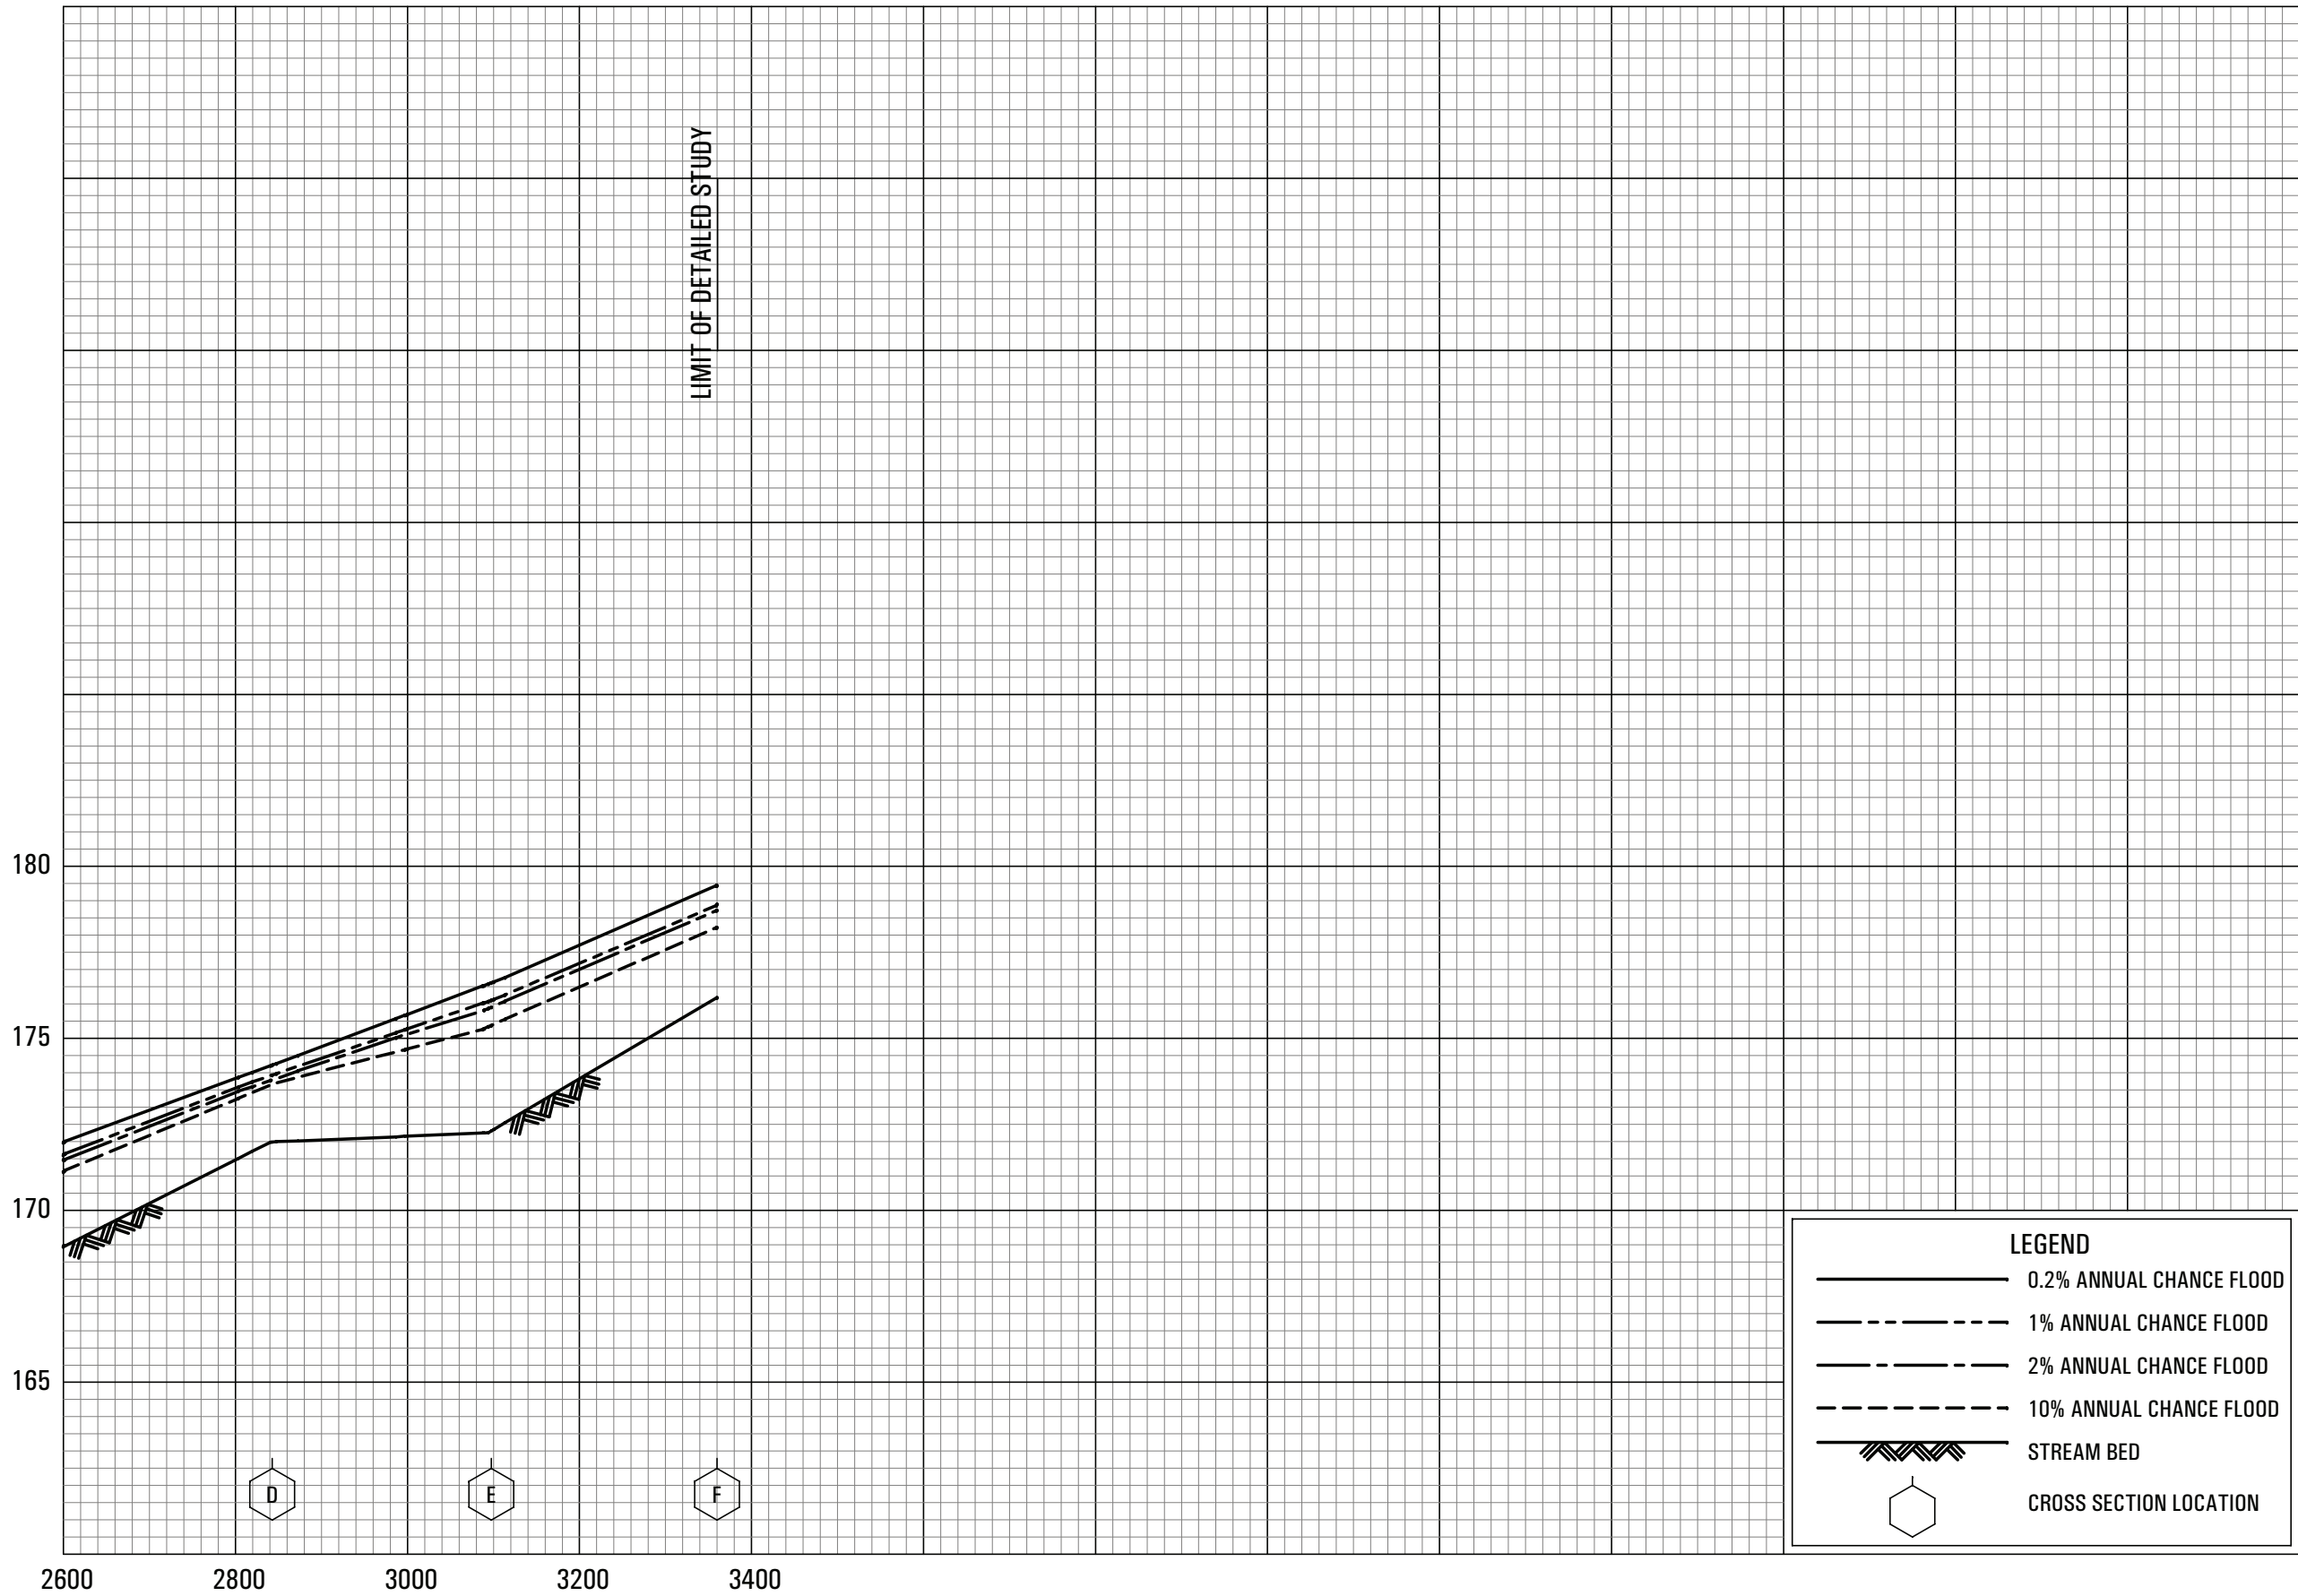 LIMIT OF DETAILED STUDY
180
175
170
165
D
E
F
2600
2800
3000
3200
3400
LEGEND
0.2% ANNUAL CHANCE FLOOD
1% ANNUAL CHANCE FLOOD
2% ANNUAL CHANCE FLOOD
10% ANNUAL CHANCE FLOOD
STREAM BED
CROSS SECTION LOCATION